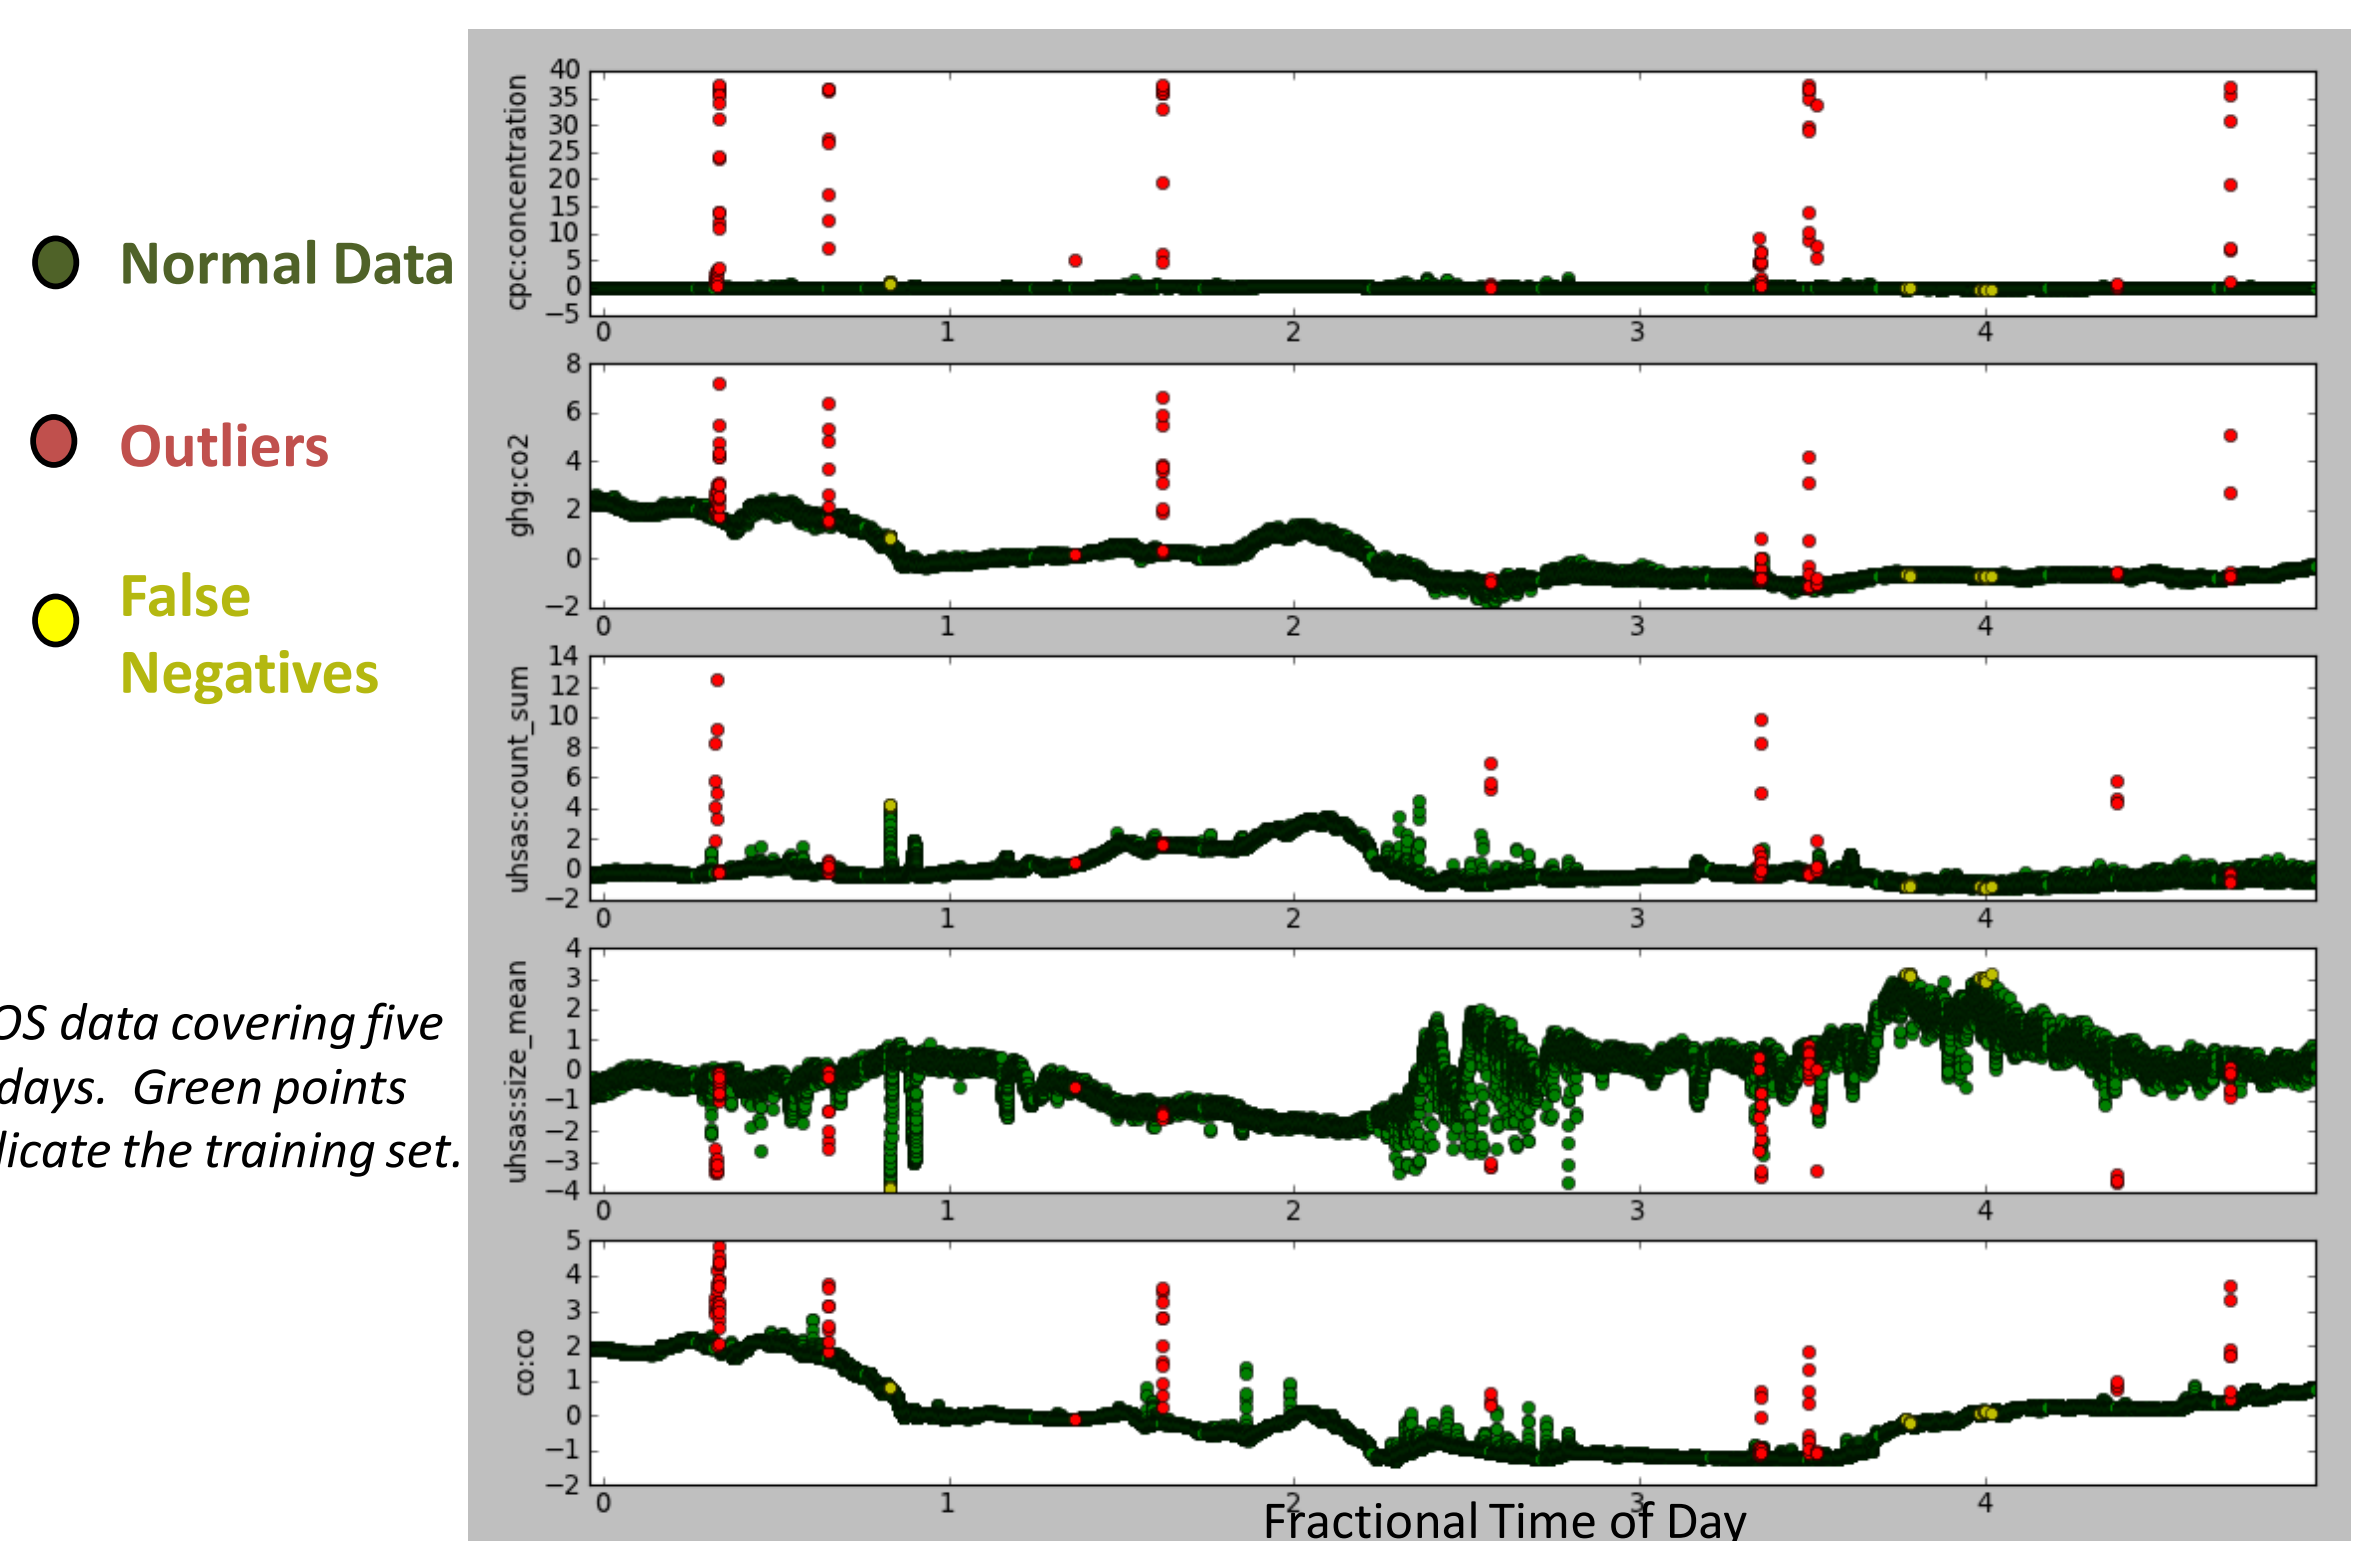 Normal Data
Outliers
False
Negatives
OS data covering five
days. Green points
licate the training set.
cpc:concentration
40
35
30
25
20
15
10
5
0
−5
0 1 2 3 4
ghg:co2
8
6
4
2
0
−2
0 1 2 3 4
uhsas:count_sum
14
12
10
8
6
4
2
0
−2
0 1 2 3 4
uhsas:size_mean
4
3
2
1
0
−1
−2
−3
−4
0 1 2 3 4
co:co
5
4
3
2
1
0
−1
−2
0 1 2 3 4
Fractional Time of Day